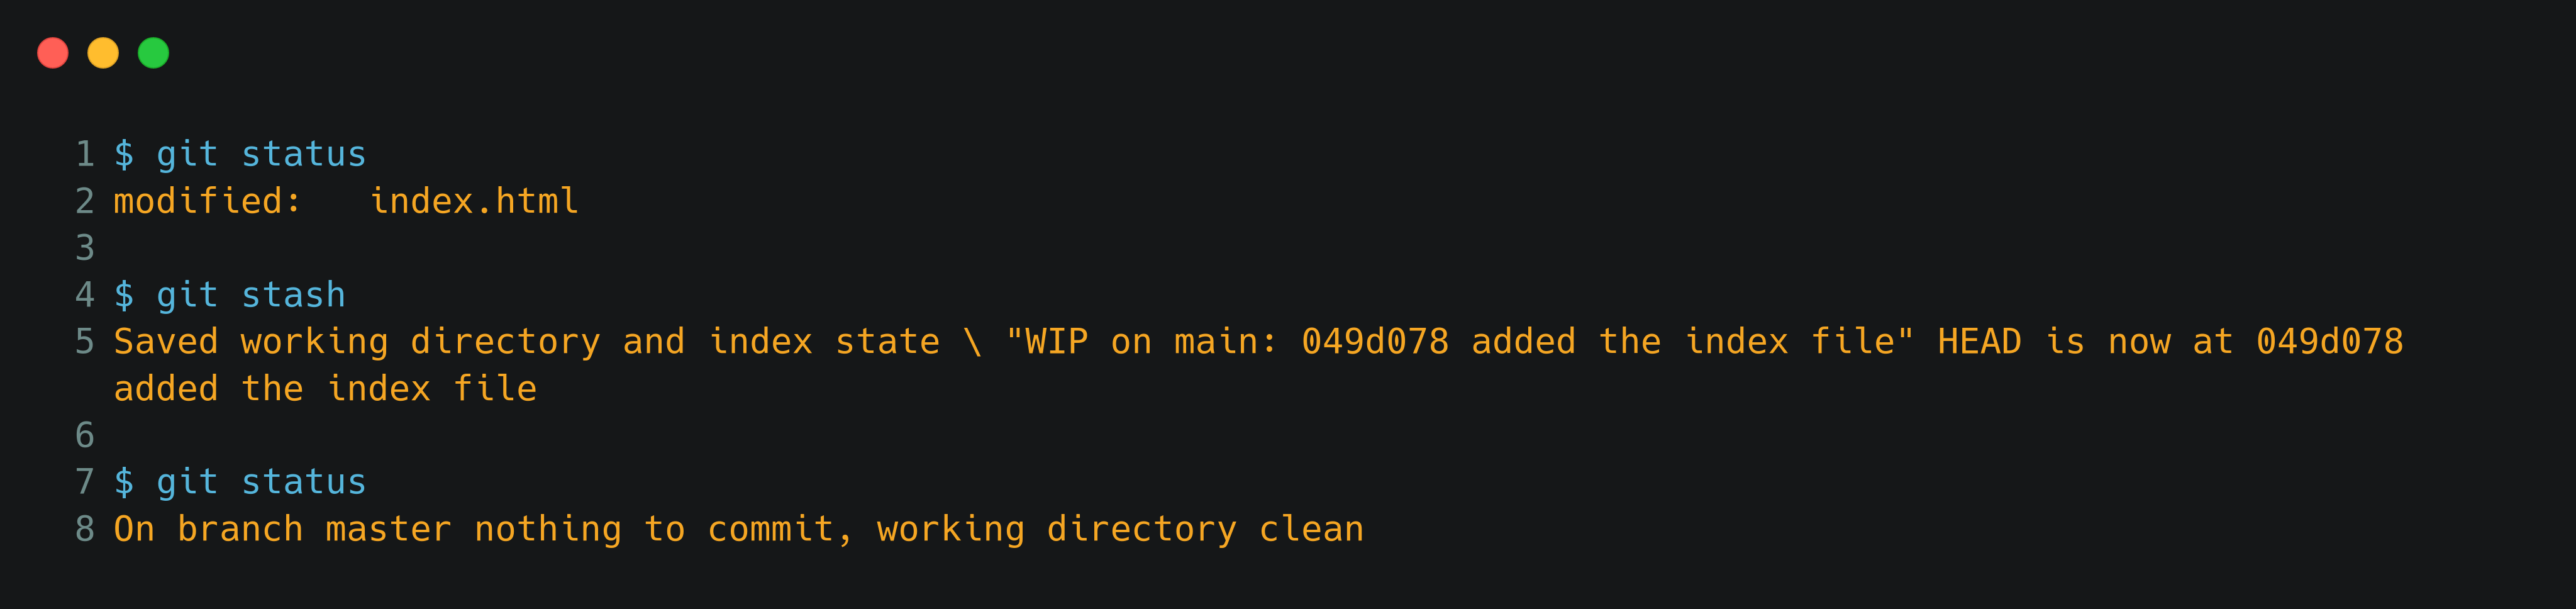 1 $ git status
2 modified:   index.html
3
4 $ git stash
5 Saved working directory and index state \ "WIP on main: 049d078 added the index file" HEAD is now at 049d078
added the index file
6
7 $ git status
8 On branch master nothing to commit, working directory clean